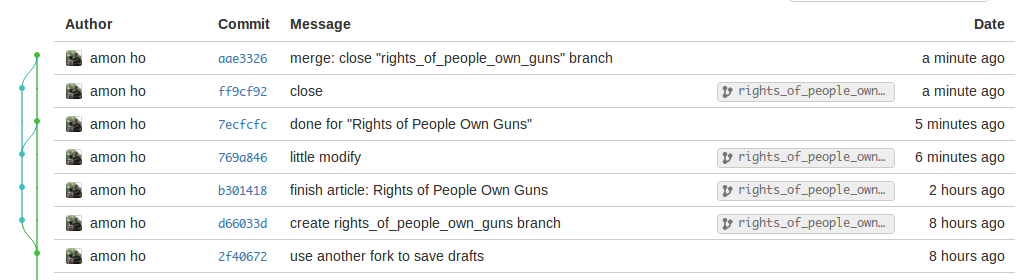 Author Commit Message Date
amon ho aae3326 merge: close "rights_of_people_own_guns" branch a minute ago
amon ho ff9cf92 close rights_of_people_own… a minute ago
amon ho 7ecfcfc done for "Rights of People Own Guns" 5 minutes ago
amon ho 769a846 little modify rights_of_people_own… 6 minutes ago
amon ho b301418 finish article: Rights of People Own Guns rights_of_people_own… 2 hours ago
amon ho d66033d create rights_of_people_own_guns branch rights_of_people_own… 8 hours ago
amon ho 2f40672 use another fork to save drafts 8 hours ago